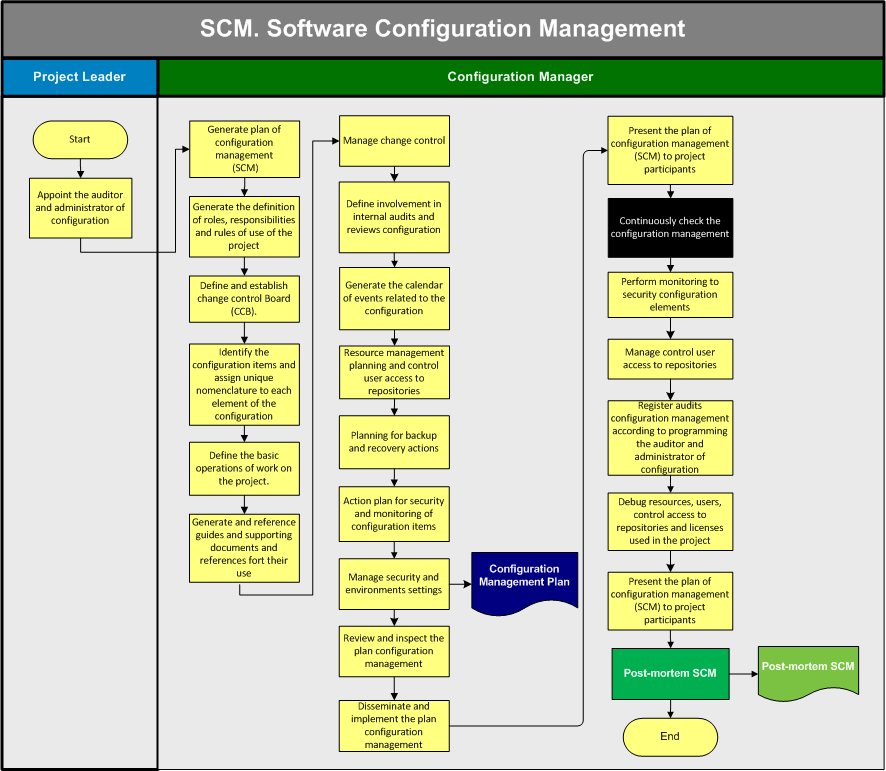 SCM. Software Configuration Management
Project Leader
Configuration Manager
Start
Appoint the auditor
and administrator of
configuration
Generate plan of
configuration
management
(SCM)
Generate the definition
of roles, responsibilities
and rules of use of the
project
Define and establish
change control Board
(CCB).
Identify the
configuration items and
assign unique
nomenclature to each
element of the
configuration
Define the basic
operations of work on
the project.
Generate and reference
guides and supporting
documents and
references fort their
use
Manage change control
Define involvement in
internal audits and
reviews configuration
Generate the calendar
of events related to the
configuration
Resource management
planning and control
user access to
repositories
Planning for backup
and recovery actions
Action plan for security
and monitoring of
configuration items
Manage security and
environments settings
Configuration
Management Plan
Review and inspect the
plan configuration
management
Disseminate and
implement the plan
configuration
management
Present the plan of
configuration management
(SCM) to project
participants
Continuously check the
configuration management
Perform monitoring to
security configuration
elements
Manage control user
access to repositories
Register audits
configuration management
according to programming
the auditor and
administrator of
configuration
Debug resources, users,
control access to
repositories and licenses
used in the project
Present the plan of
configuration management
(SCM) to project
participants
Post-mortem SCM
Post-mortem SCM
End